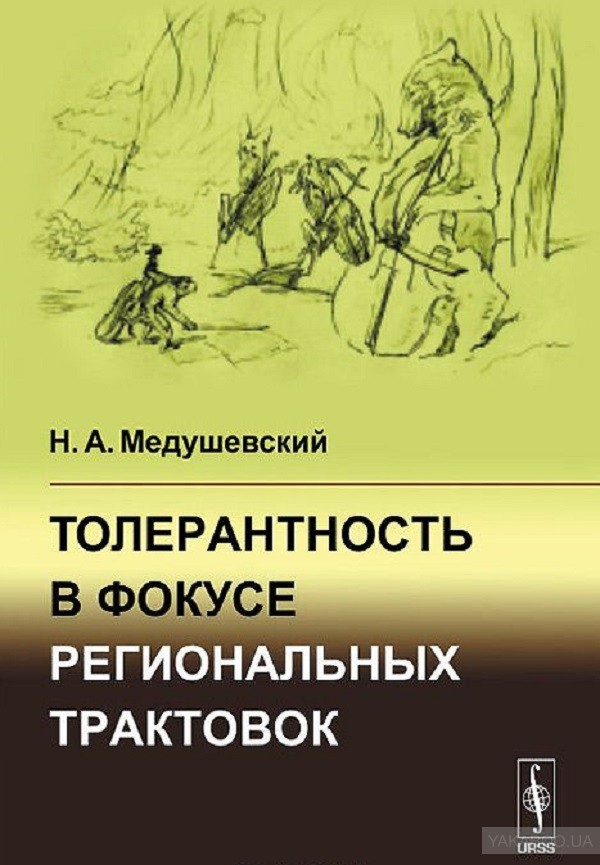 Н. А. Медушевский
ТОЛЕРАНТНОСТЬ
В ФОКУСЕ
РЕГИОНАЛЬНЫХ
ТРАКТОВОК
URSS